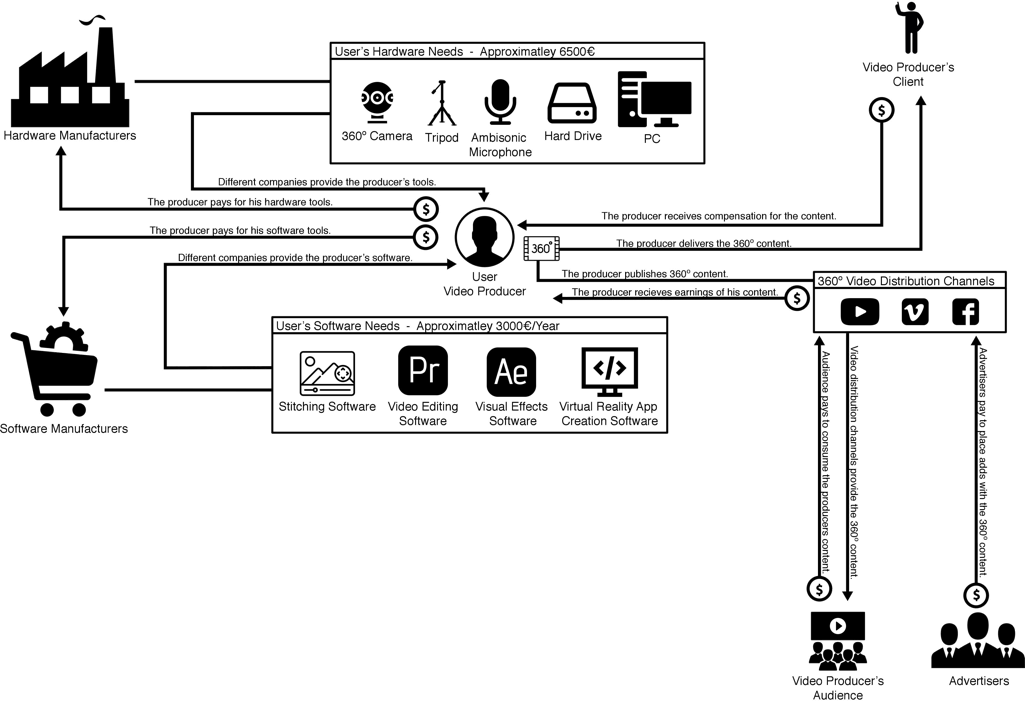 User's Hardware Needs - Approximatley 6500€
360º Camera
Tripod
Ambisonic
Microphone
Hard Drive
PC
Hardware Manufacturers
Video Producer's
Client
$
Different companies provide the producer's tools.
The producer pays for his hardware tools.
$
The producer pays for his software tools.
$
Different companies provide the producer's software.
User
Video Producer
360°
The producer receives compensation for the content.
The producer delivers the 360º content.
The producer publishes 360º content.
The producer recieves earnings of his content.
$
360º Video Distribution Channels
V
f
User's Software Needs - Approximatley 3000€/Year
Stitching Software
Pr
Video Editing
Software
Ae
Visual Effects
Software
</>
Virtual Reality App
Creation Software
Software Manufacturers
Audience pays to consume the producers content.
Video distribution channels provide the 360º content.
Advertisers pay to place adds with the 360º content.
$
$
Video Producer's
Audience
Advertisers